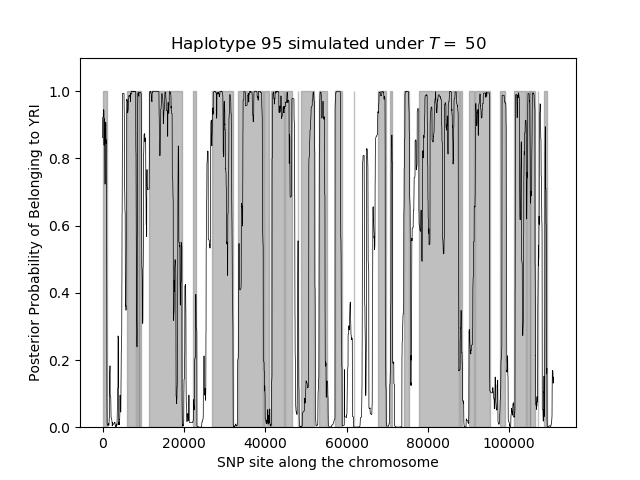 Haplotype 95 simulated under T = 50
Posterior Probability of Belonging to YRI
1.0
0.8
0.6
0.4
0.2
0.0
0 20000 40000 60000 80000 100000
SNP site along the chromosome